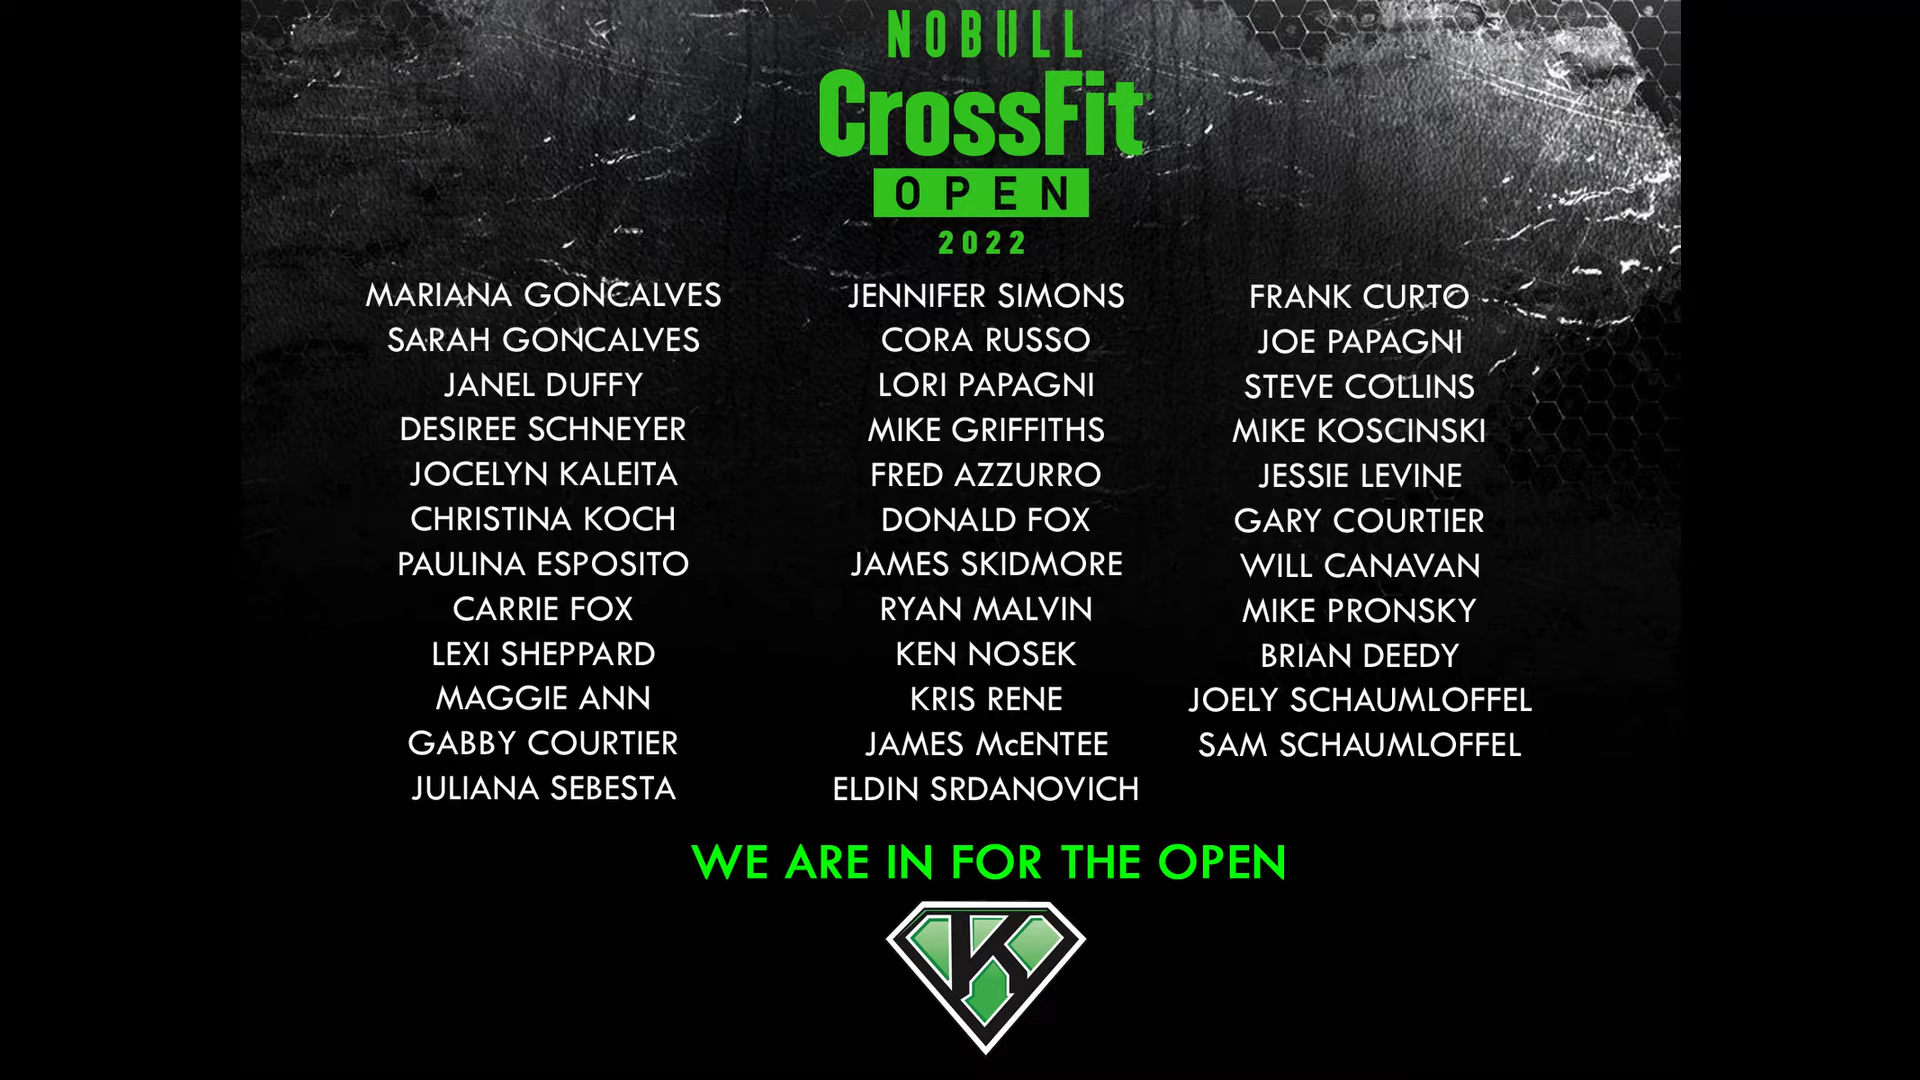 NOBULL
CrossFit
OPEN
2022
MARIANA GONCALVES
SARAH GONCALVES
JANEL DUFFY
DESIREE SCHNEYER
JOCELYN KALEITA
CHRISTINA KOCH
PAULINA ESPOSITO
CARRIE FOX
LEXI SHEPPARD
MAGGIE ANN
GABBY COURTIER
JULIANA SEBESTA
JENNIFER SIMONS
CORA RUSSO
LORI PAPAGNI
MIKE GRIFFITHS
FRED AZZURRO
DONALD FOX
JAMES SKIDMORE
RYAN MALVIN
KEN NOSEK
KRIS RENE
JAMES McENTEE
ELDIN SRDANOVICH
FRANK CURTO
JOE PAPAGNI
STEVE COLLINS
MIKE KOSCINSKI
JESSIE LEVINE
GARY COURTIER
WILL CANAVAN
MIKE PRONSKY
BRIAN DEEDY
JOELY SCHAUMLOFFEL
SAM SCHAUMLOFFEL
WE ARE IN FOR THE OPEN
K